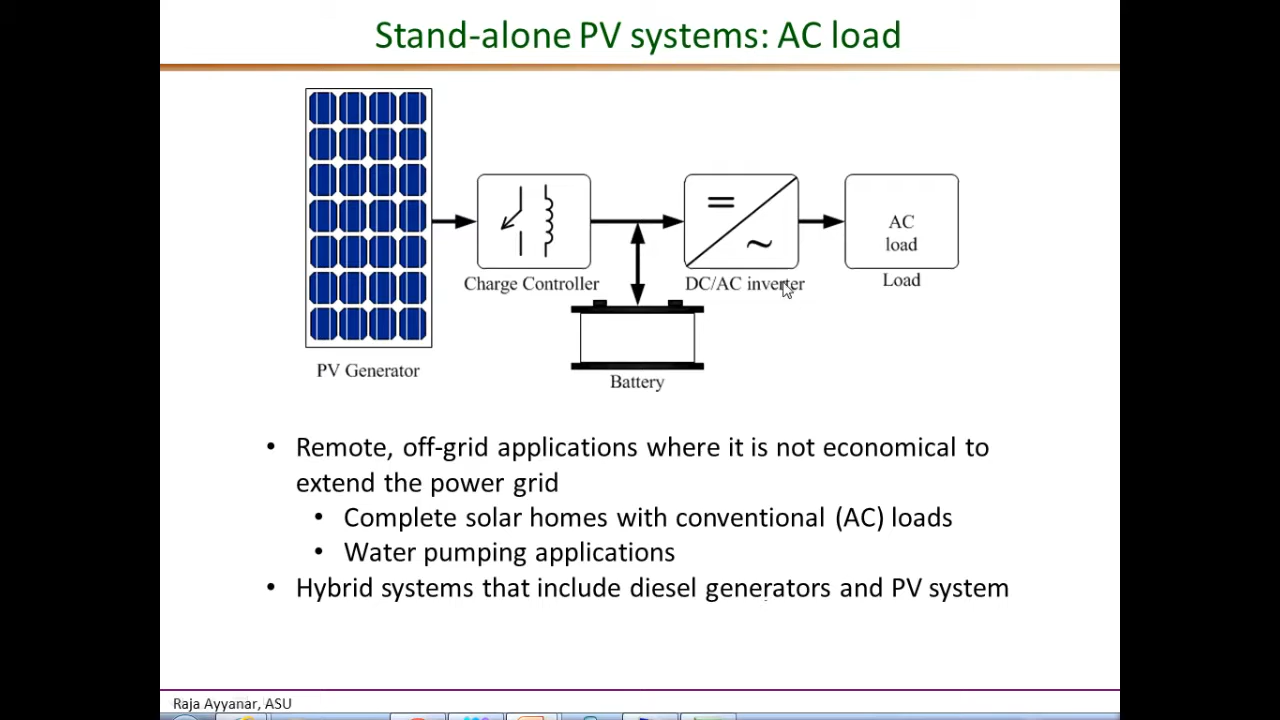 Stand-alone PV systems: AC load
AC
load
Charge Controller
DC/AC inverter
Load
PV Generator
Battery
• Remote, off-grid applications where it is not economical to
extend the power grid
• Complete solar homes with conventional (AC) loads
• Water pumping applications
• Hybrid systems that include diesel generators and PV system
Raja Ayyanar, ASU